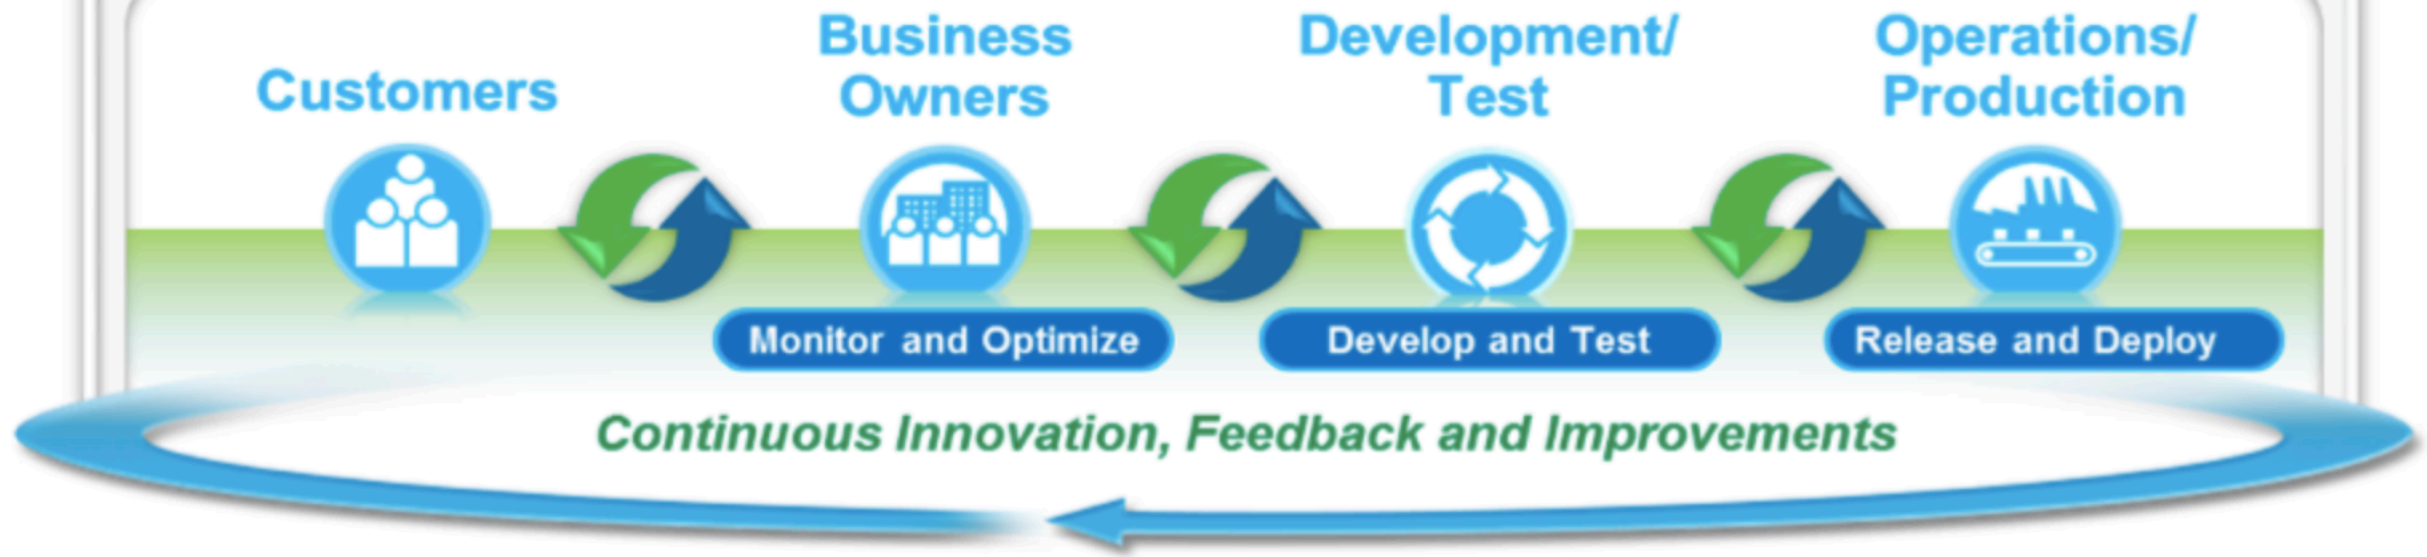 Customers
Business
Owners
Development/
Test
Operations/
Production
Monitor and Optimize
Develop and Test
Release and Deploy
Continuous Innovation, Feedback and Improvements